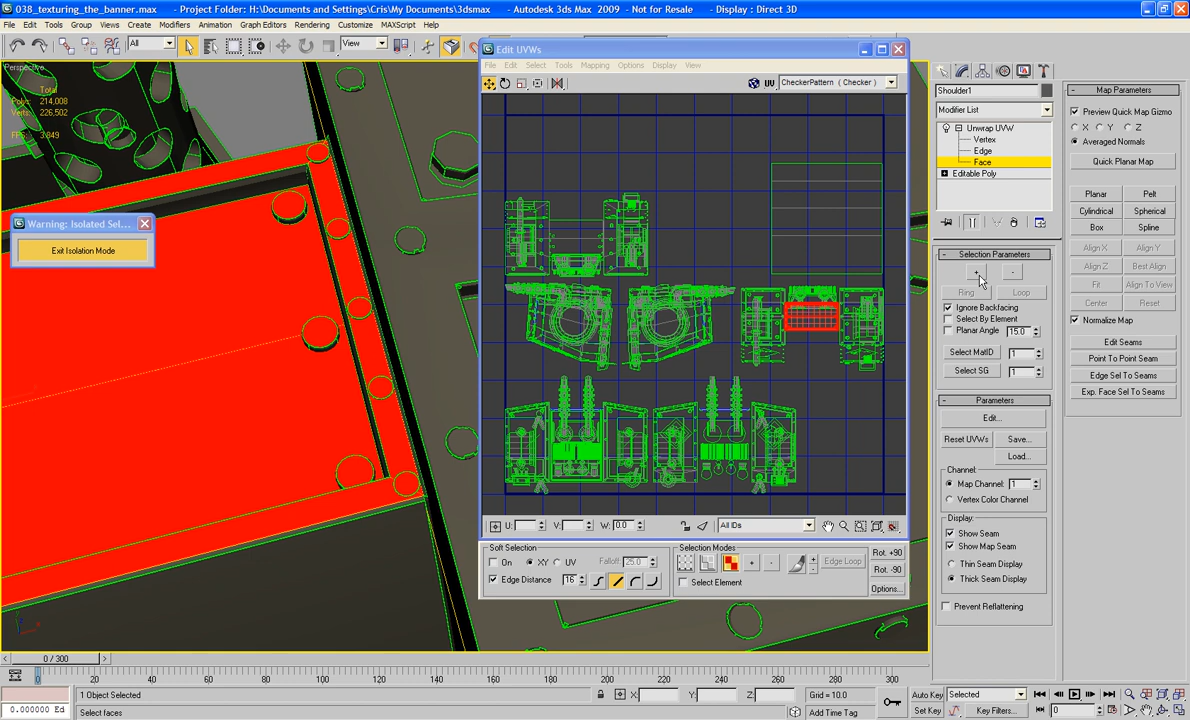 038_texturing_the_banner.max - Project Folder: H:\Documents and Settings\Cris\My Documents\3dsmax - Autodesk 3ds Max 2009 - Not for Resale - Display : Direct 3D
File Edit Tools Group Views Create Modifiers Animation Graph Editors Rendering Customize MAXScript Help
All View
Perspective
Total
Polys: 214,008
Verts: 226,502
FPS: 3.849
Warning: Isolated Sel...
Exit Isolation Mode
Edit UVWs
File Edit Select Tools Mapping Options Display View
UV CheckerPattern ( Checker )
U: V: W: 0.0 All IDs
Soft Selection
On XY UV Falloff: 25.0
Edge Distance 16
Selection Modes
+ - Edge Loop
Select Element
Rot. +90
Rot. -90
Options...
Shoulder1
Modifier List
Unwrap UVW
Vertex
Edge
Face
Editable Poly
Selection Parameters
+ -
Ring Loop
Ignore Backfacing
Select By Element
Planar Angle 15.0
Select MatID 1
Select SG 1
Parameters
Edit...
Reset UVWs Save...
Load...
Channel:
Map Channel: 1
Vertex Color Channel
Display:
Show Seam
Show Map Seam
Thin Seam Display
Thick Seam Display
Prevent Reflattening
Map Parameters
Preview Quick Map Gizmo
X Y Z
Averaged Normals
Quick Planar Map
Planar Pelt
Cylindrical Spherical
Box Spline
Align X Align Y
Align Z Best Align
Fit Align To View
Center Reset
Normalize Map
Edit Seams
Point To Point Seam
Edge Sel To Seams
Exp. Face Sel To Seams
0 / 300
0 20 40 60 80 100 120 140 160 180 200 220 240 260 280 300
1 Object Selected X: Y: Z: Grid = 10.0 Auto Key Selected
0.000000 Ed Select faces Add Time Tag Set Key Key Filters... 0